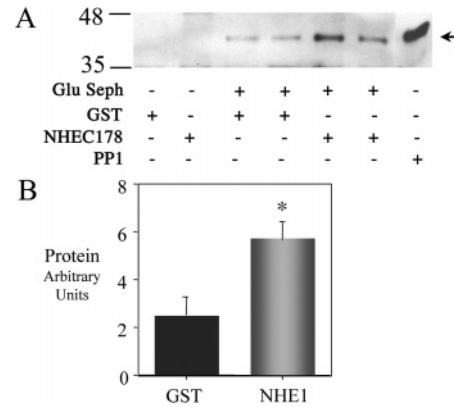 A
48
35
Glu Seph - - + + + + -
GST + - + + - - -
NHEC178 - + - - + + -
PP1 - - - - - - +
B
8
6
4
2
0
Protein
Arbitrary
Units
*
GST NHE1